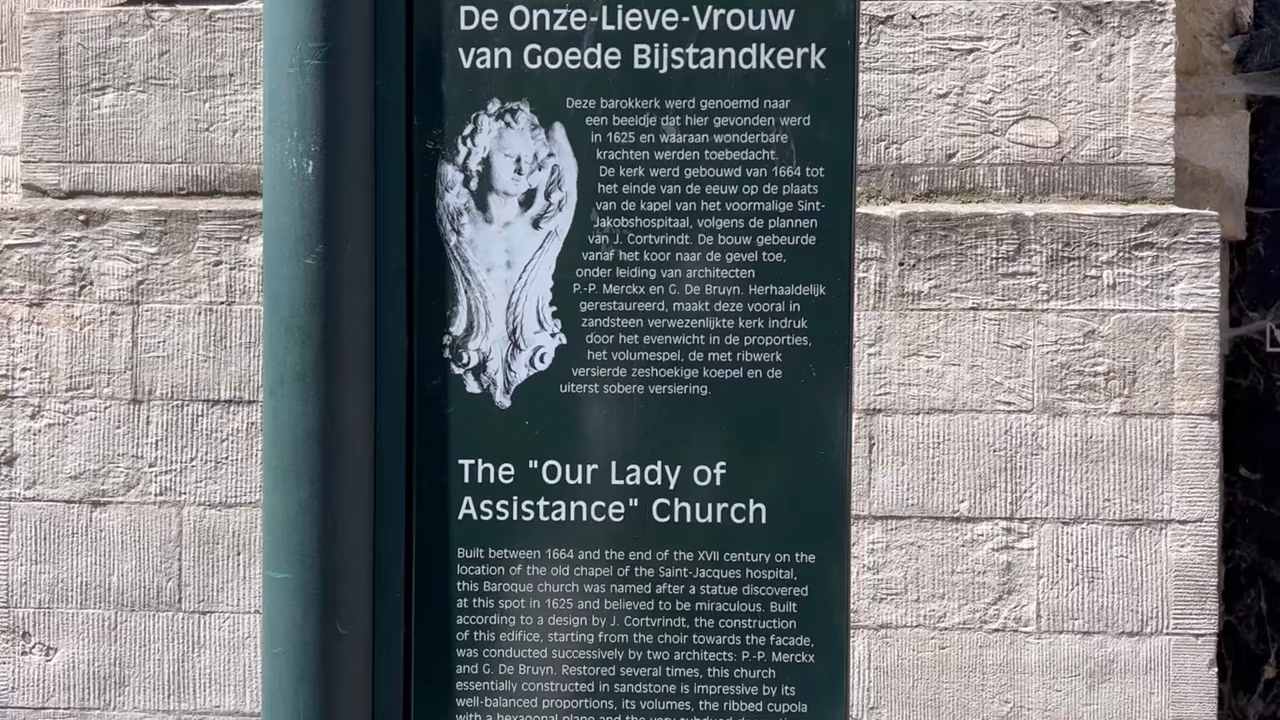 De Onze-Lieve-Vrouw
van Goede Bijstandkerk
Deze barokkerk werd genoemd naar
een beeldje dat hier gevonden werd
in 1625 en waaraan wonderbare
krachten werden toebedacht.
De kerk werd gebouwd van 1664 tot
het einde van de eeuw op de plaats
van de kapel van het voormalige Sint-
Jakobshospitaal, volgens de plannen
van J. Cortvrindt. De bouw gebeurde
vanaf het koor naar de gevel toe,
onder leiding van architecten
P.-P. Merckx en G. De Bruyn. Herhaaldelijk
gerestaureerd, maakt deze vooral in
zandsteen verwezenlijkte kerk indruk
door het evenwicht in de proporties,
het volumespel, de met ribwerk
versierde zeshoekige koepel en de
uiterst sobere versiering.
The "Our Lady of
Assistance" Church
Built between 1664 and the end of the XVII century on the
location of the old chapel of the Saint-Jacques hospital,
this Baroque church was named after a statue discovered
at this spot in 1625 and believed to be miraculous. Built
according to a design by J. Cortvrindt, the construction
of this edifice, starting from the choir towards the facade,
was conducted successively by two architects: P.-P. Merckx
and G. De Bruyn. Restored several times, this church
essentially constructed in sandstone is impressive by its
well-balanced proportions, its volumes, the ribbed cupola
with a hexagonal plane and the very subdued